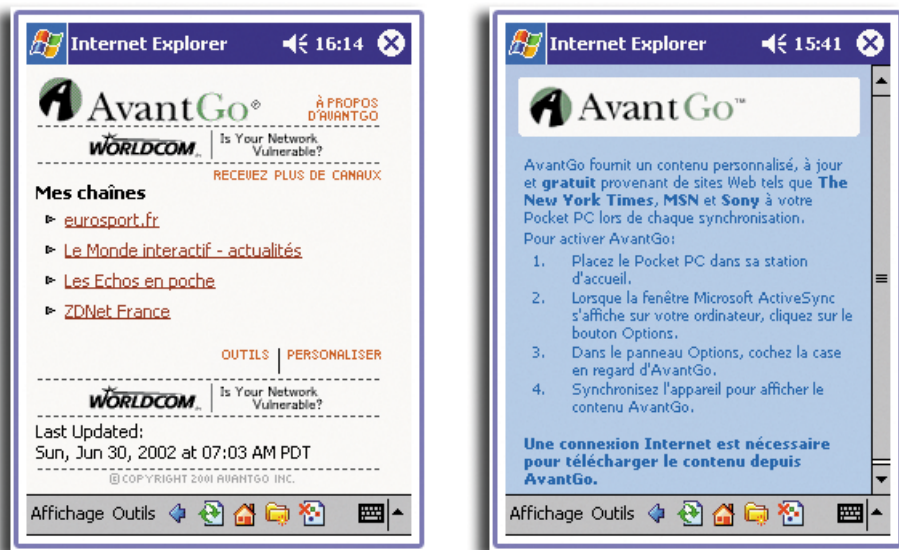 Internet Explorer 16:14
AvantGo®
À PROPOS
D'AVANTGO
WORLDCOM
Is Your Network
Vulnerable?
RECEVEZ PLUS DE CANAUX
Mes chaînes
eurosport.fr
Le Monde interactif - actualités
Les Echos en poche
ZDNet France
OUTILS | PERSONALISER
WORLDCOM
Is Your Network
Vulnerable?
Last Updated:
Sun, Jun 30, 2002 at 07:03 AM PDT
©COPYRIGHT 2001 AVANTGO INC.
Affichage Outils
Internet Explorer 15:41
AvantGo™
AvantGo fournit un contenu personnalisé, à jour
et gratuit provenant de sites Web tels que The
New York Times, MSN et Sony à votre
Pocket PC lors de chaque synchronisation.
Pour activer AvantGo:
1. Placez le Pocket PC dans sa station
d'accueil.
2. Lorsque la fenêtre Microsoft ActiveSync
s'affiche sur votre ordinateur, cliquez sur le
bouton Options.
3. Dans le panneau Options, cochez la case
en regard d'AvantGo.
4. Synchronisez l'appareil pour afficher le
contenu AvantGo.
Une connexion Internet est nécessaire
pour télécharger le contenu depuis
AvantGo.
Affichage Outils